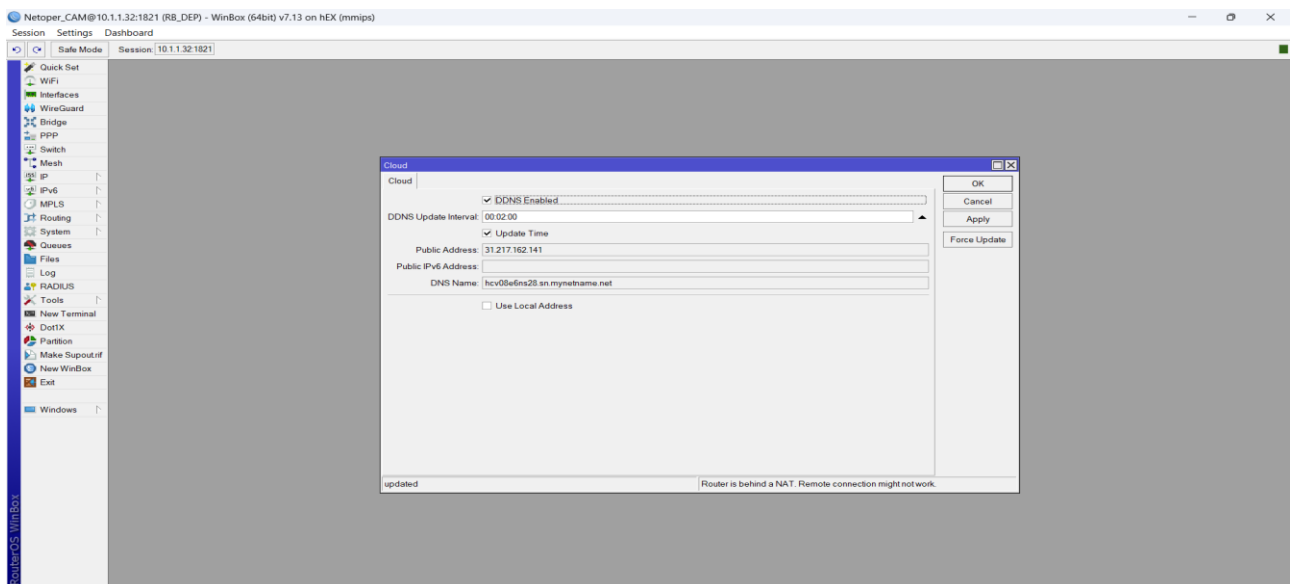 Netoper_CAM@10.1.1.32:1821 (RB_DEP) - WinBox (64bit) v7.13 on hEX (mmips)
Session Settings Dashboard
Safe Mode Session: 10.1.1.32:1821
Quick Set
WiFi
Interfaces
WireGuard
Bridge
PPP
Switch
Mesh
IP
IPv6
MPLS
Routing
System
Queues
Files
Log
RADIUS
Tools
New Terminal
Dot1X
Partition
Make Supout.rif
New WinBox
Exit
Windows
RouterOS WinBox
Cloud
Cloud
DDNS Enabled
DDNS Update Interval: 00:02:00
Update Time
Public Address: 31.217.162.141
Public IPv6 Address:
DNS Name: hcv08e6ns28.sn.mynetname.net
Use Local Address
OK
Cancel
Apply
Force Update
updated
Router is behind a NAT. Remote connection might not work.